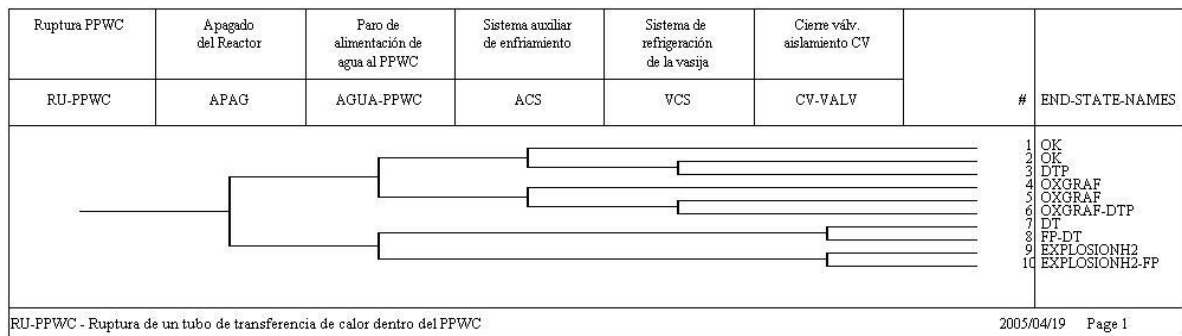 Ruptura PPWC
Apagado
del Reactor
Paro de
alimentación de
agua al PPWC
Sistema auxiliar
de enfriamiento
Sistema de
refrigeración
de la vasija
Cierre válv.
aislamiento CV
RU-PPWC
APAG
AGUA-PPWC
ACS
VCS
CV-VALV
# END-STATE-NAMES
1 OK
2 OK
3 DTP
4 OXGRAF
5 OXGRAF
6 OXGRAF-DTP
7 DT
8 FP-DT
9 EXPLOSIONH2
10 EXPLOSIONH2-FP
RU-PPWC - Ruptura de un tubo de transferencia de calor dentro del PPWC
2005/04/19 Page 1